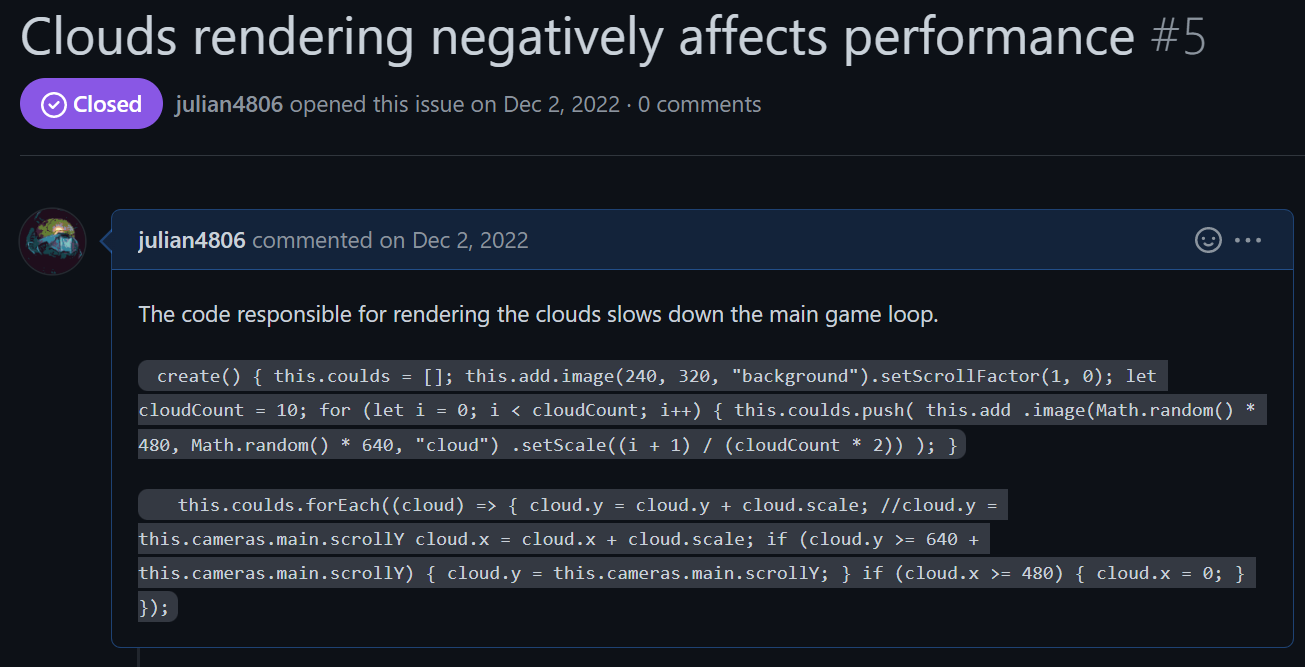 Clouds rendering negatively affects performance #5
Closed julian4806 opened this issue on Dec 2, 2022 · 0 comments
julian4806 commented on Dec 2, 2022
The code responsible for rendering the clouds slows down the main game loop.
create() { this.coulds = []; this.add.image(240, 320, "background").setScrollFactor(1, 0); let
cloudCount = 10; for (let i = 0; i < cloudCount; i++) { this.coulds.push( this.add .image(Math.random() *
480, Math.random() * 640, "cloud") .setScale((i + 1) / (cloudCount * 2)) ); }
this.coulds.forEach((cloud) => { cloud.y = cloud.y + cloud.scale; //cloud.y =
this.cameras.main.scrollY cloud.x = cloud.x + cloud.scale; if (cloud.y >= 640 +
this.cameras.main.scrollY) { cloud.y = this.cameras.main.scrollY; } if (cloud.x >= 480) { cloud.x = 0; }
});